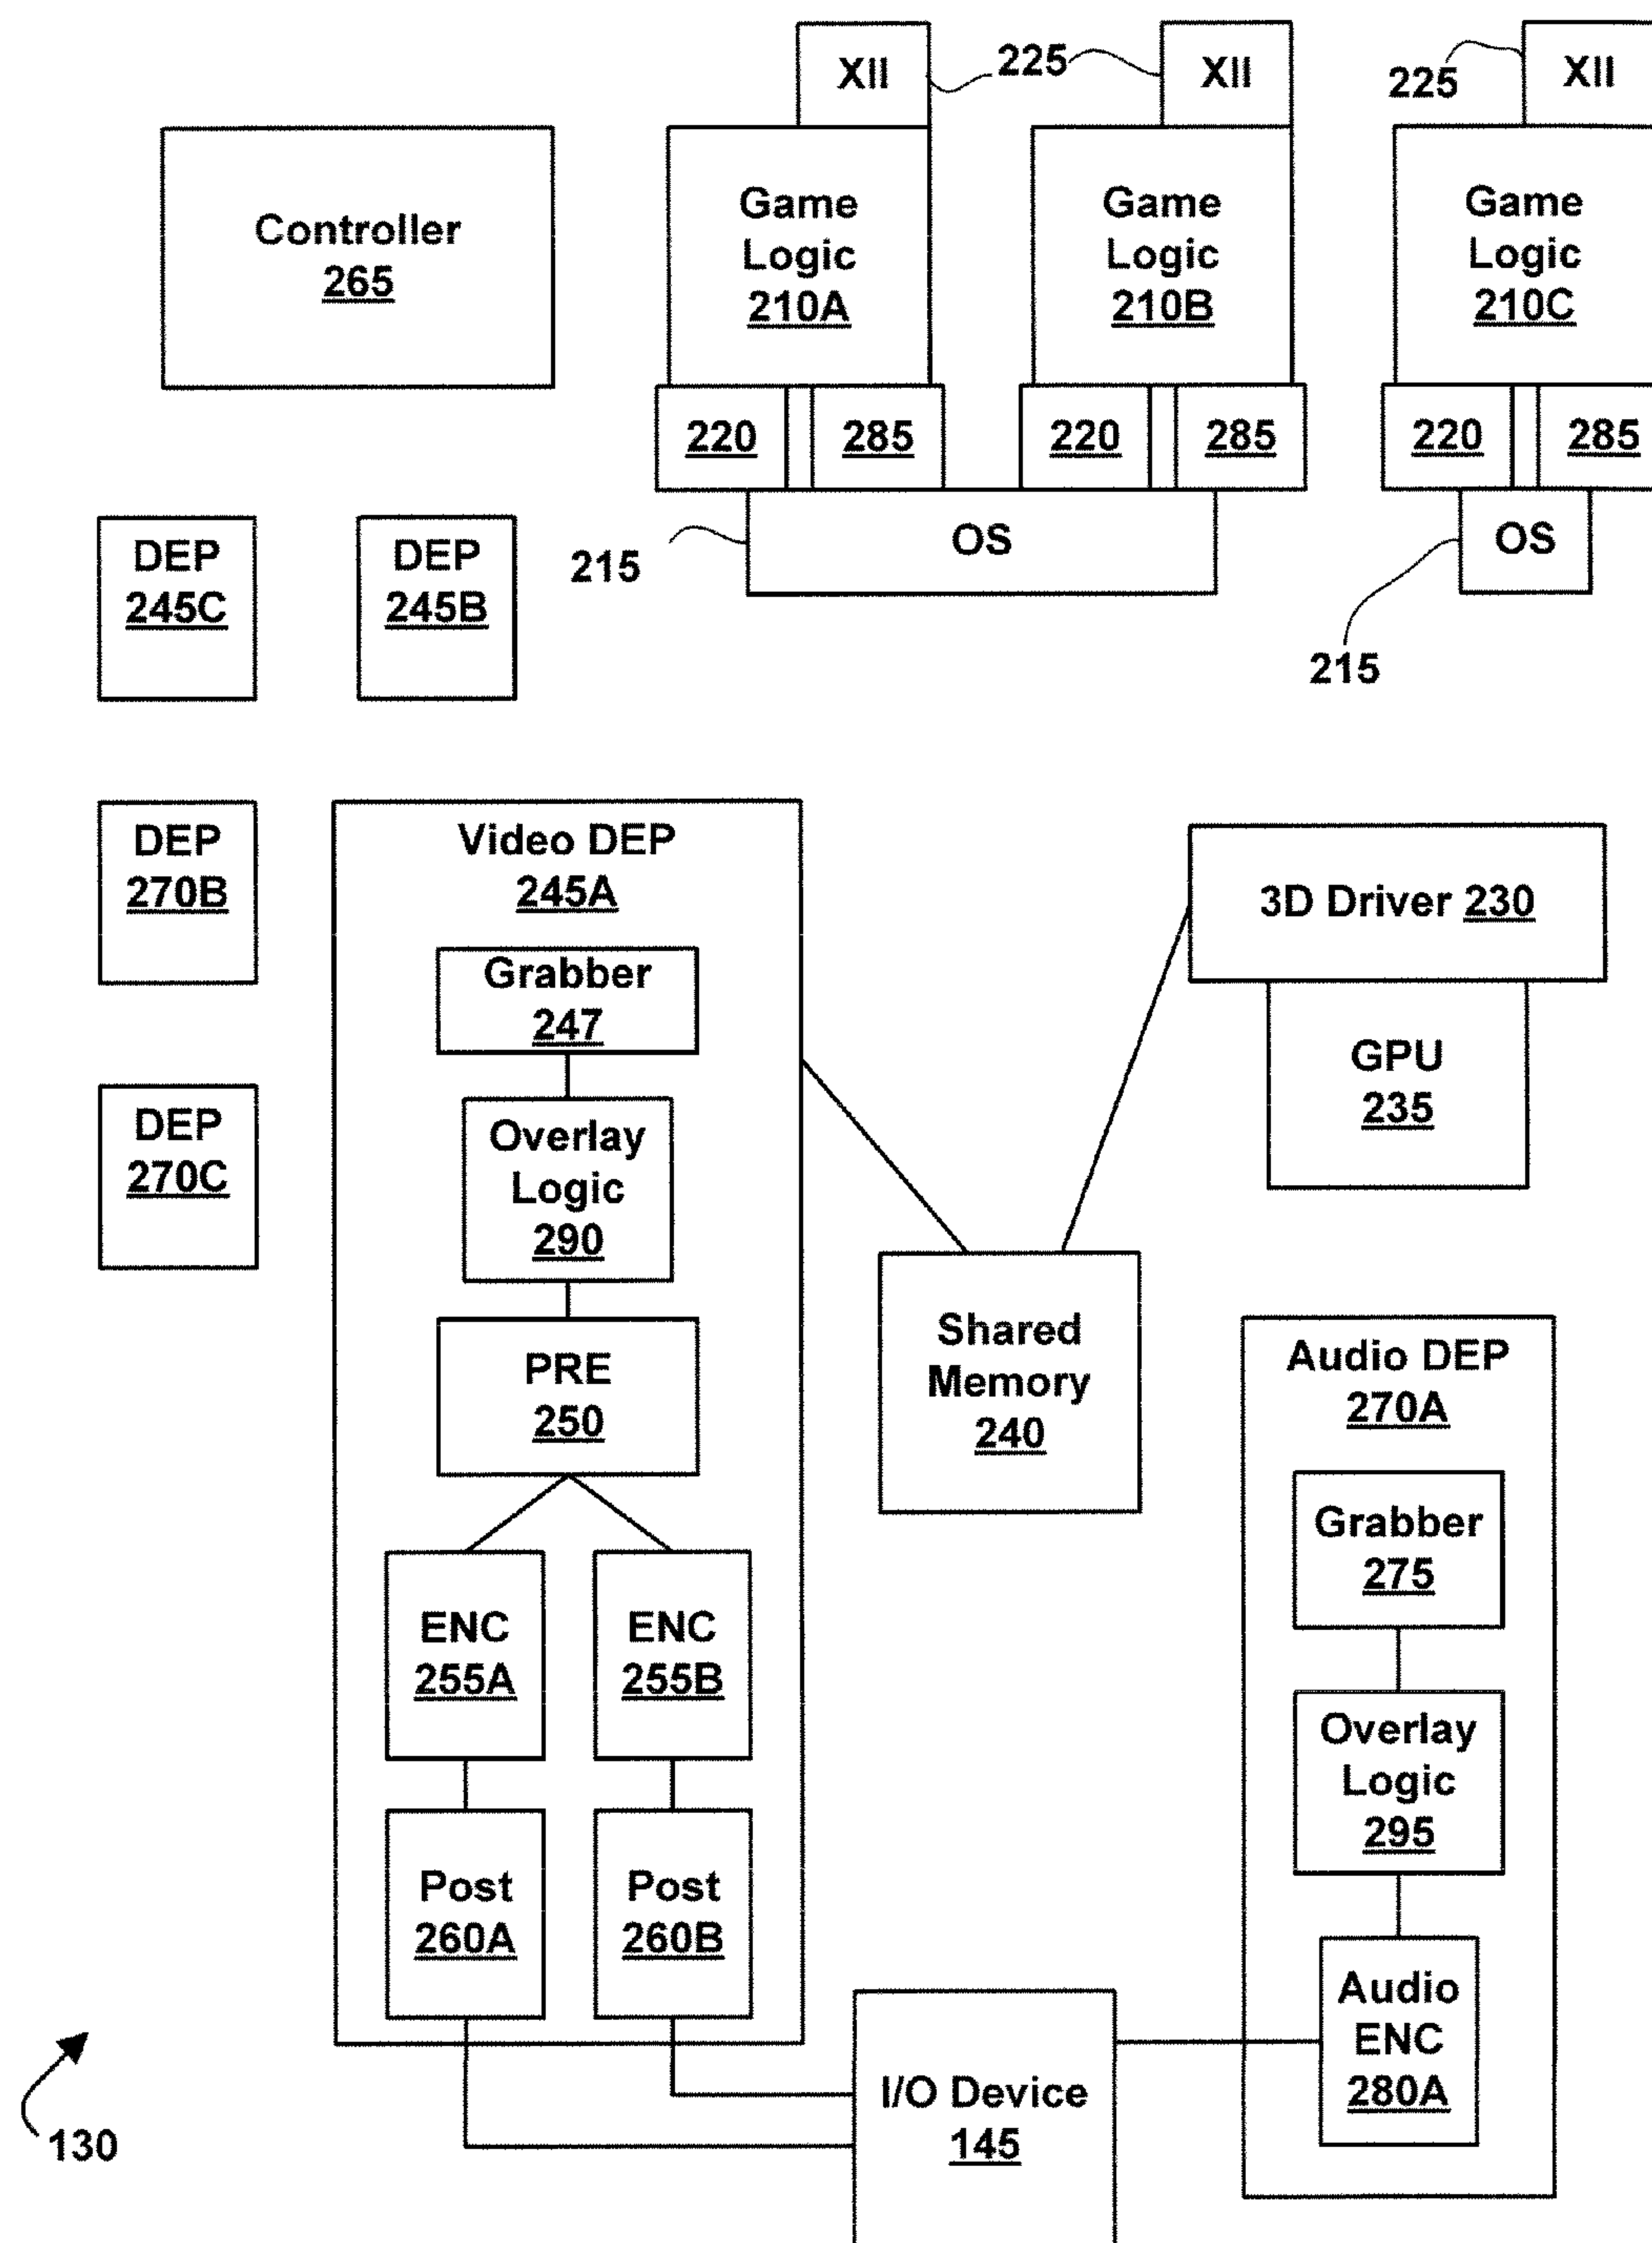 XII
225
XII
225
XII
Controller
265
Game
Logic
210A
Game
Logic
210B
Game
Logic
210C
220
285
220
285
220
285
215
OS
215
OS
DEP
245C
DEP
245B
DEP
270B
DEP
270C
Video DEP
245A
Grabber
247
Overlay
Logic
290
PRE
250
ENC
255A
ENC
255B
Post
260A
Post
260B
3D Driver 230
GPU
235
Shared
Memory
240
Audio DEP
270A
Grabber
275
Overlay
Logic
295
Audio
ENC
280A
I/O Device
145
130